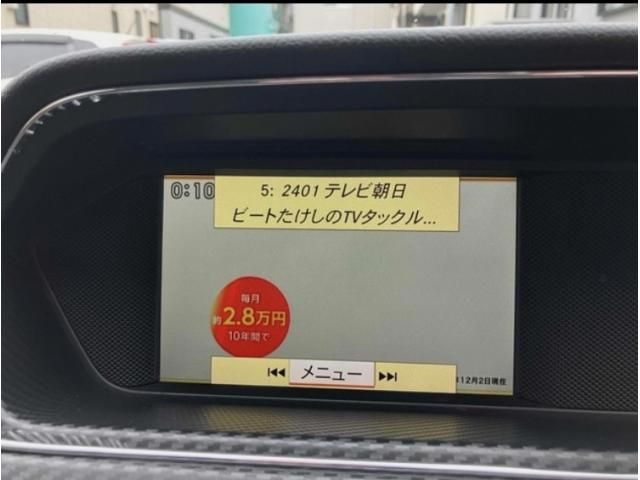 0:10
5: 2401 テレビ朝日
ビートたけしのTVタックル...
毎月
約2.8万円
10年間で
メニュー
年12月2日現在